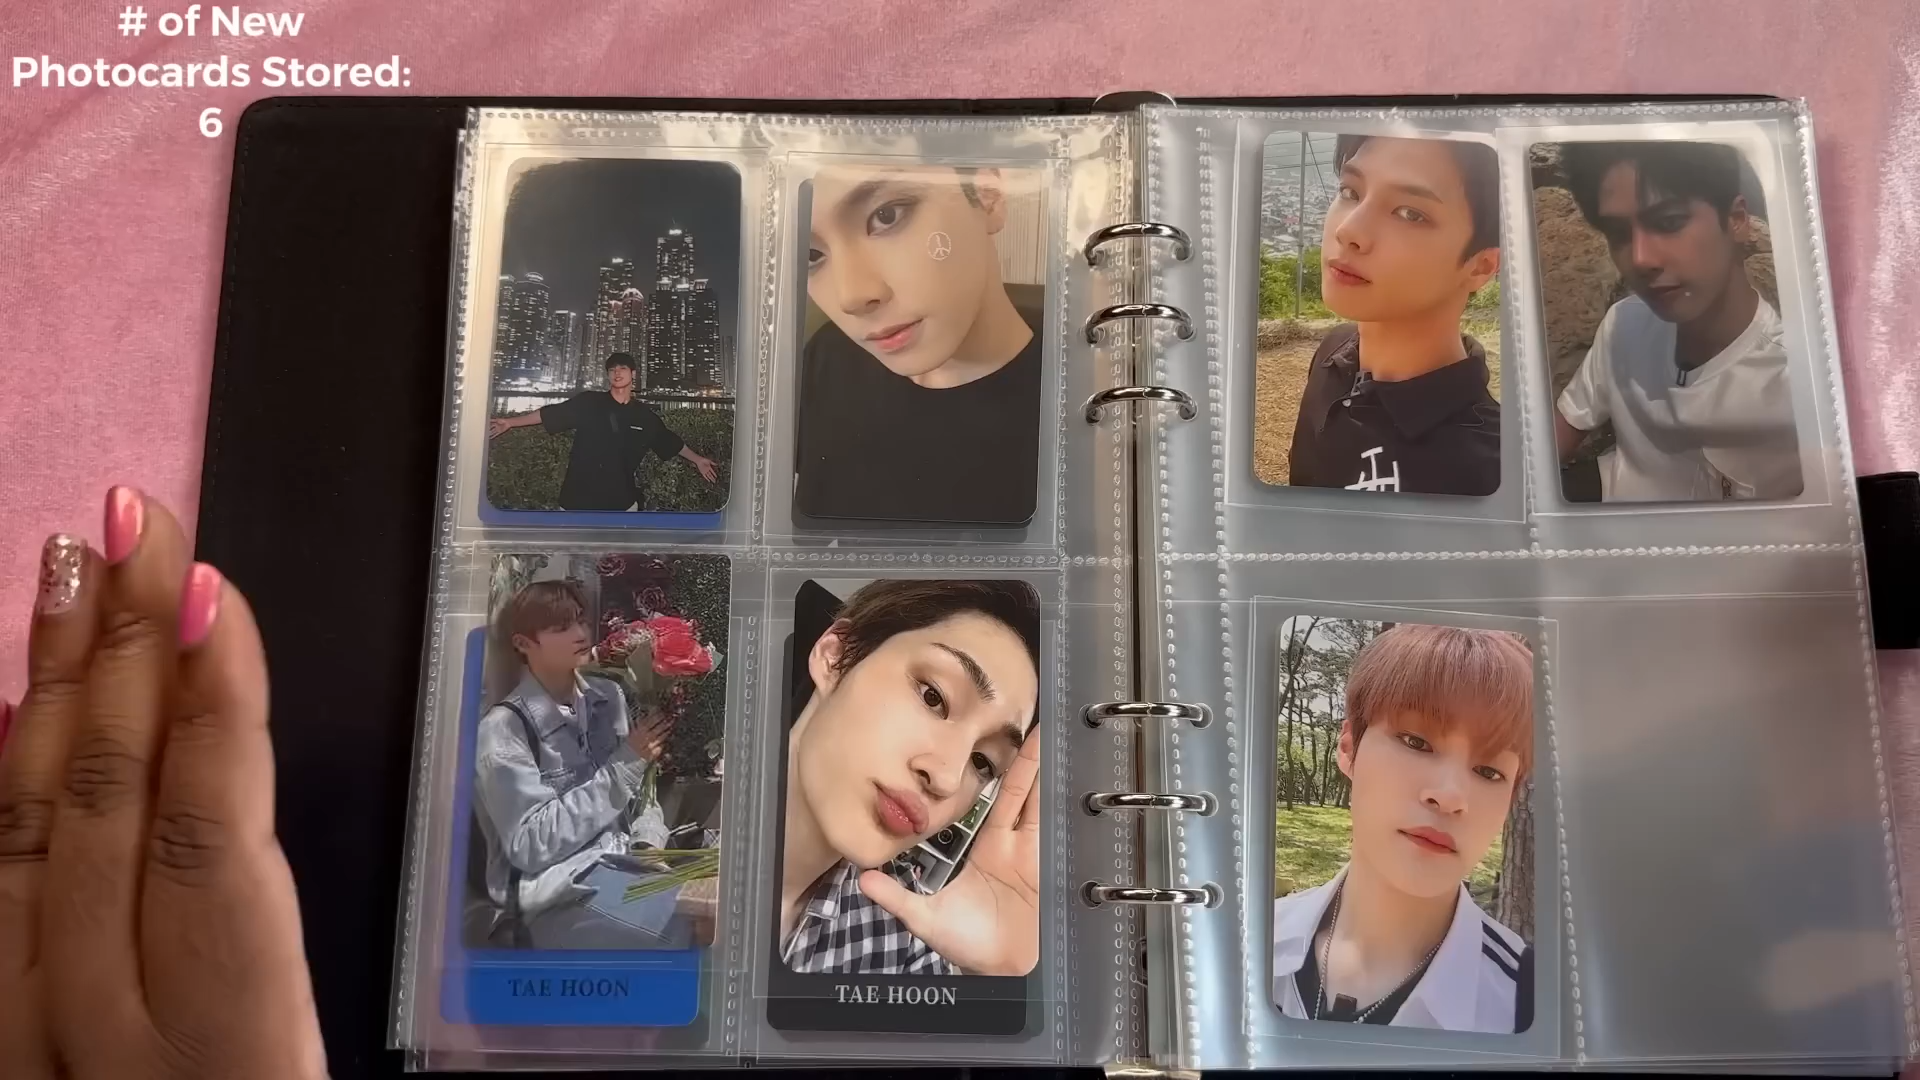 # of New
Photocards Stored:
6
TAE HOON
TAE HOON